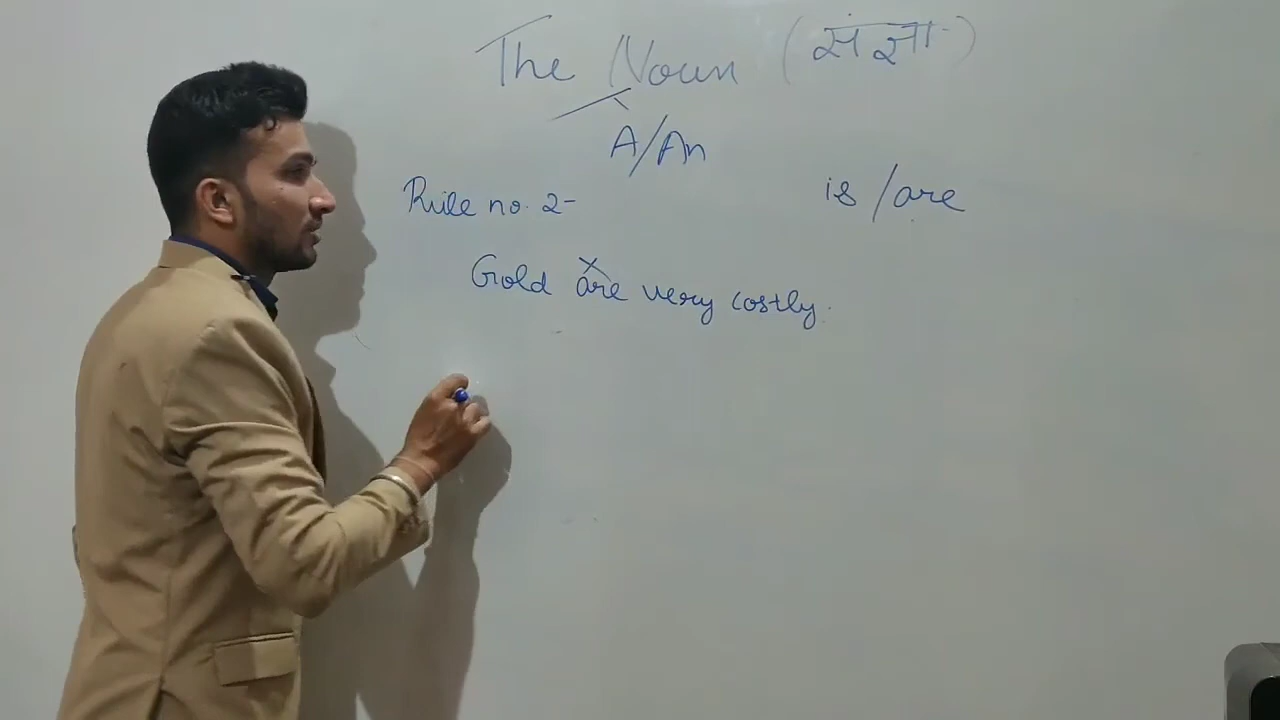 The Noun (संज्ञा)
A/An
Rule no. 2-
is/are
Gold are very costly.